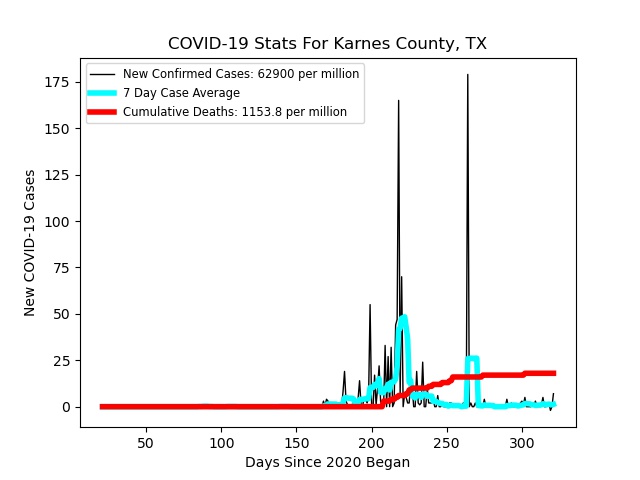 COVID-19 Stats For Karnes County, TX
New Confirmed Cases: 62900 per million
7 Day Case Average
Cumulative Deaths: 1153.8 per million
New COVID-19 Cases
175
150
125
100
75
50
25
0
50 100 150 200 250 300
Days Since 2020 Began